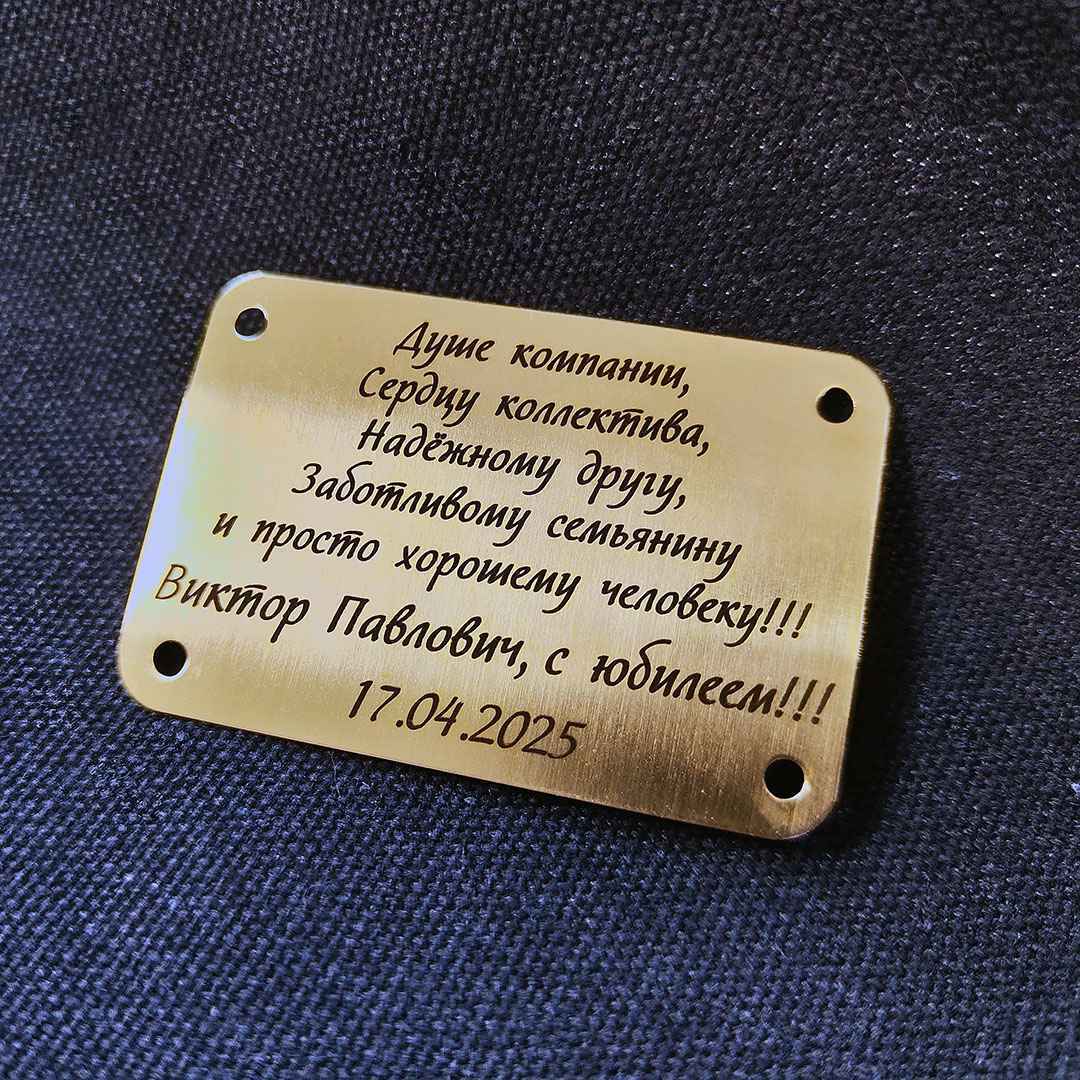 Душе компании,
Сердцу коллектива,
Надёжному другу,
Заботливому семьянину
и просто хорошему человеку!!!
Виктор Павлович, с юбилеем!!!
17.04.2025